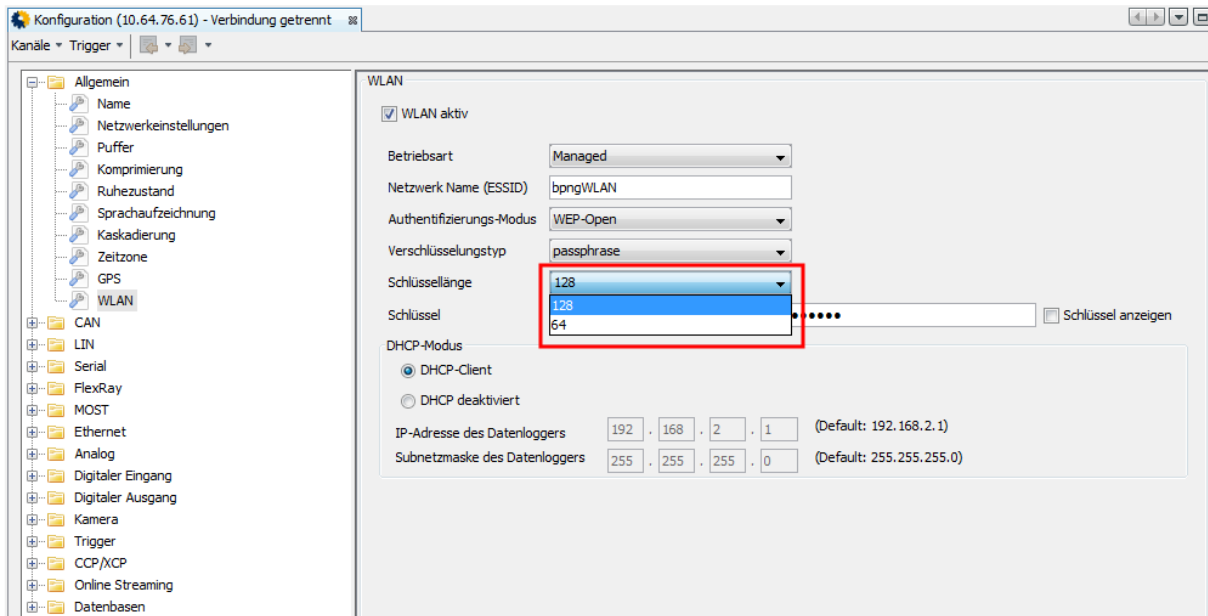 Konfiguration (10.64.76.61) - Verbindung getrennt
Kanäle Trigger
Allgemein
Name
Netzwerkeinstellungen
Puffer
Komprimierung
Ruhezustand
Sprachaufzeichnung
Kaskadierung
Zeitzone
GPS
WLAN
CAN
LIN
Serial
FlexRay
MOST
Ethernet
Analog
Digitaler Eingang
Digitaler Ausgang
Kamera
Trigger
CCP/XCP
Online Streaming
Datenbasen
WLAN
WLAN aktiv
Betriebsart Managed
Netzwerk Name (ESSID) bpngWLAN
Authentifizierungs-Modus WEP-Open
Verschlüsselungstyp passphrase
Schlüssellänge 128
128
64
Schlüssel ●●●●●● Schlüssel anzeigen
DHCP-Modus
DHCP-Client
DHCP deaktiviert
IP-Adresse des Datenloggers 192 . 168 . 2 . 1 (Default: 192.168.2.1)
Subnetzmaske des Datenloggers 255 . 255 . 255 . 0 (Default: 255.255.255.0)